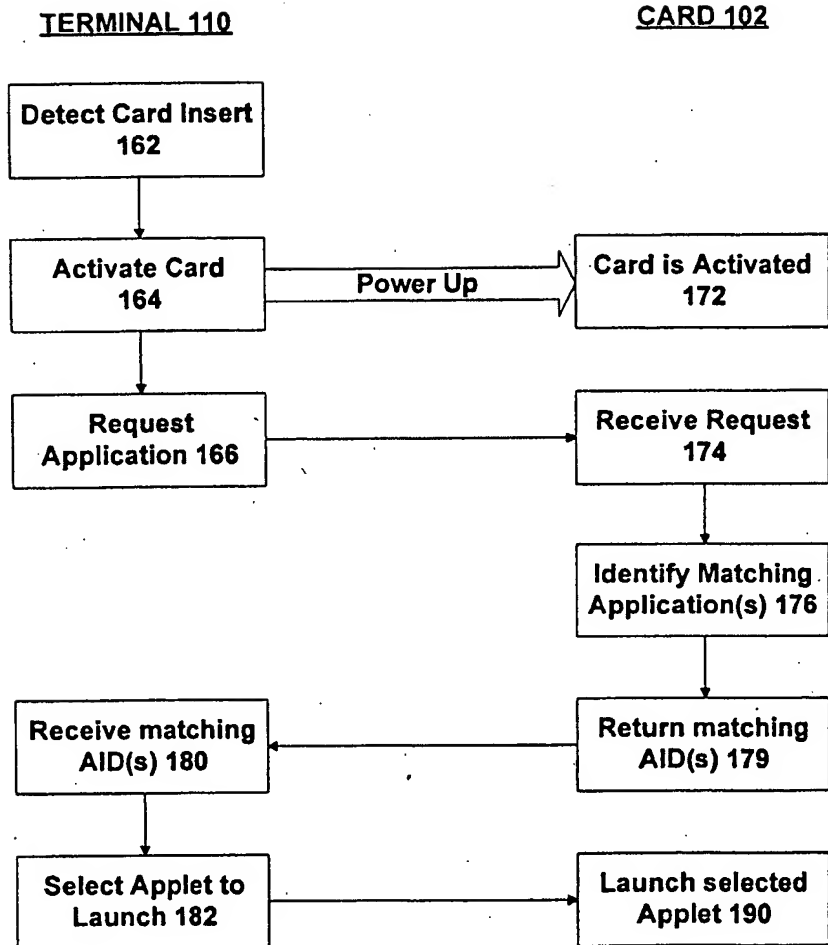 TERMINAL 110
CARD 102
Detect Card Insert
162
Activate Card
164
Power Up
Card is Activated
172
Request
Application 166
Receive Request
174
Identify Matching
Application(s) 176
Receive matching
AID(s) 180
Return matching
AID(s) 179
Select Applet to
Launch 182
Launch selected
Applet 190